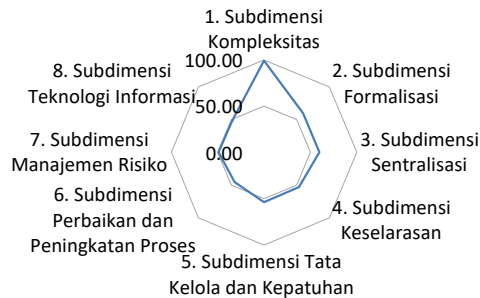 1. Subdimensi
Kompleksitas
2. Subdimensi
Formalisasi
3. Subdimensi
Sentralisasi
4. Subdimensi
Keselarasan
5. Subdimensi Tata
Kelola dan Kepatuhan
6. Subdimensi
Perbaikan dan
Peningkatan Proses
7. Subdimensi
Manajemen Risiko
8. Subdimensi
Teknologi Informasi
100.00
50.00
0.00